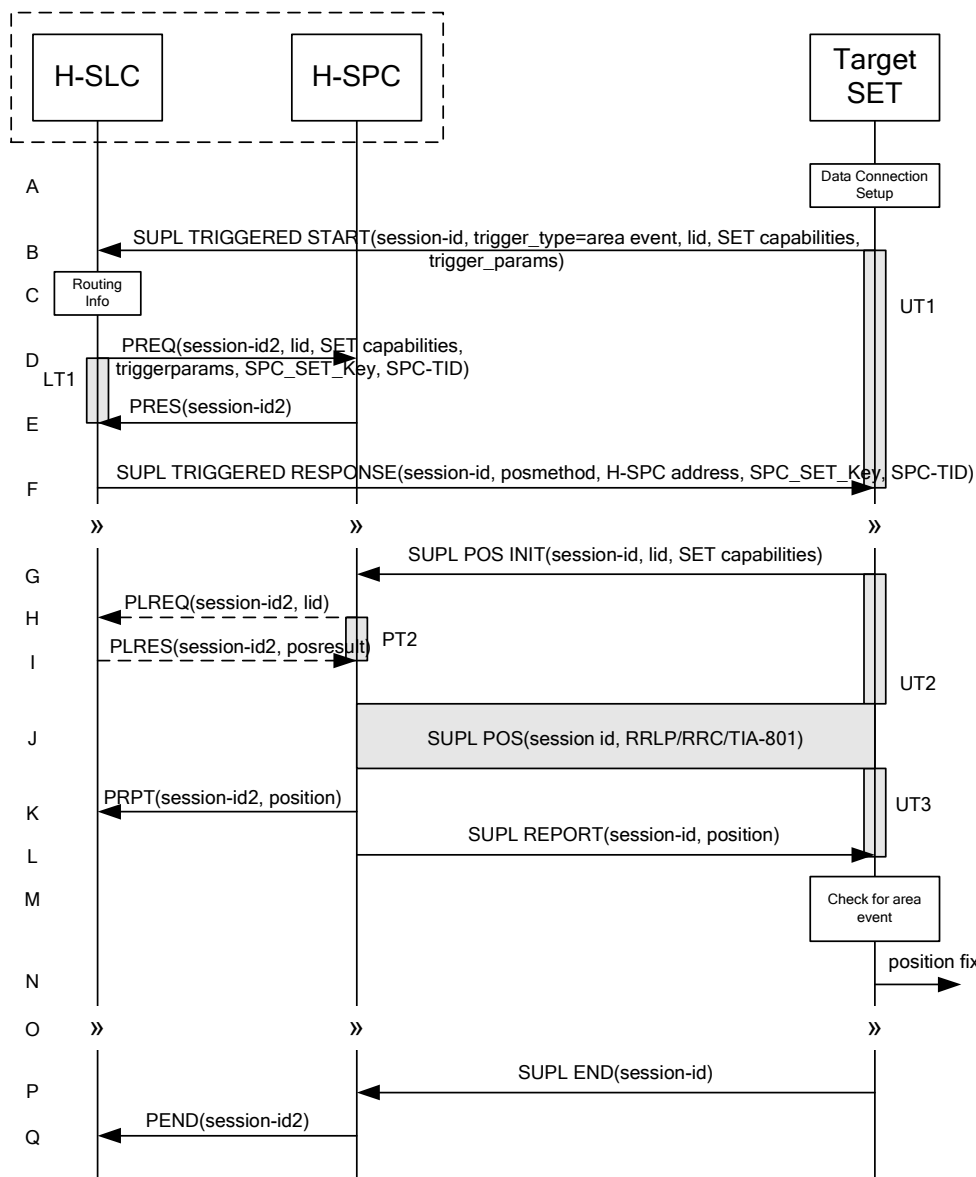 H-SLC
H-SPC
Target
SET
A
Data Connection
Setup
B
SUPL TRIGGERED START(session-id, trigger_type=area event, lid, SET capabilities,
trigger_params)
C
Routing
Info
UT1
D
PREQ(session-id2, lid, SET capabilities,
triggerparams, SPC_SET_Key, SPC-TID)
LT1
E
PRES(session-id2)
F
SUPL TRIGGERED RESPONSE(session-id, posmethod, H-SPC address, SPC_SET_Key, SPC-TID)
» » »
G
SUPL POS INIT(session-id, lid, SET capabilities)
H
PLREQ(session-id2, lid)
PT2
I
PLRES(session-id2, posresult)
UT2
J
SUPL POS(session id, RRLP/RRC/TIA-801)
K
PRPT(session-id2, position)
UT3
L
SUPL REPORT(session-id, position)
M
Check for area
event
N
position fix
O
» » »
P
SUPL END(session-id)
Q
PEND(session-id2)